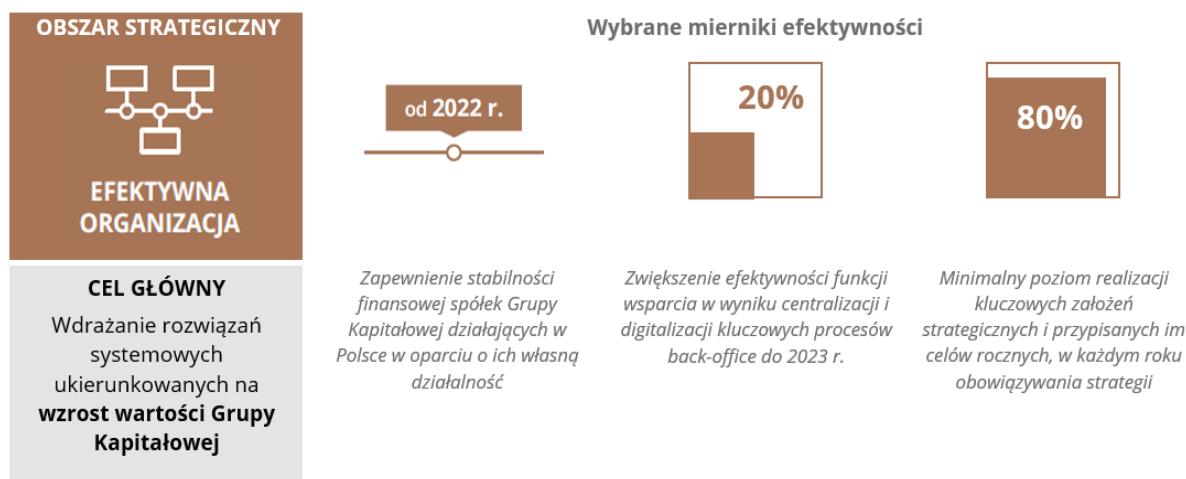 OBSZAR STRATEGICZNY
EFEKTYWNA
ORGANIZACJA
CEL GŁÓWNY
Wdrażanie rozwiązań
systemowych
ukierunkowanych na
wzrost wartości Grupy
Kapitałowej
Wybrane mierniki efektywności
od 2022 r.
Zapewnienie stabilności
finansowej spółek Grupy
Kapitałowej działających w
Polsce w oparciu o ich własną
działalność
20%
Zwiększenie efektywności funkcji
wsparcia w wyniku centralizacji i
digitalizacji kluczowych procesów
back-office do 2023 r.
80%
Minimalny poziom realizacji
kluczowych założeń
strategicznych i przypisanych im
celów rocznych, w każdym roku
obowiązywania strategii